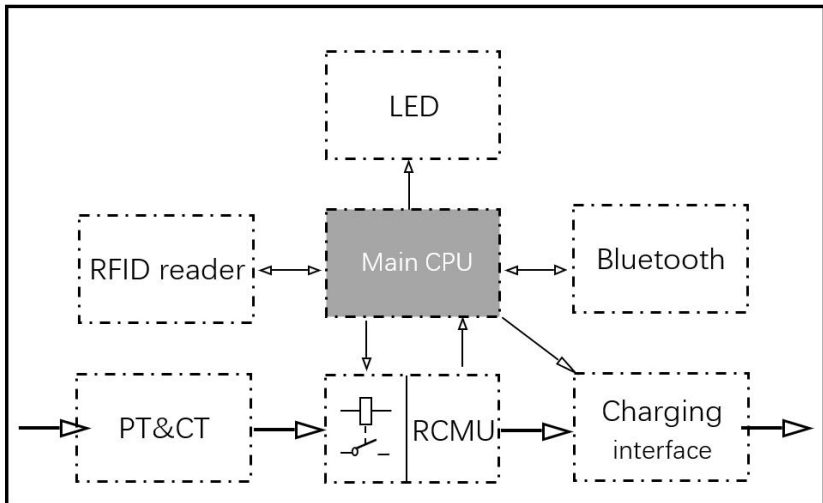 LED
RFID reader
Main CPU
Bluetooth
PT&CT
RCMU
Charging
interface